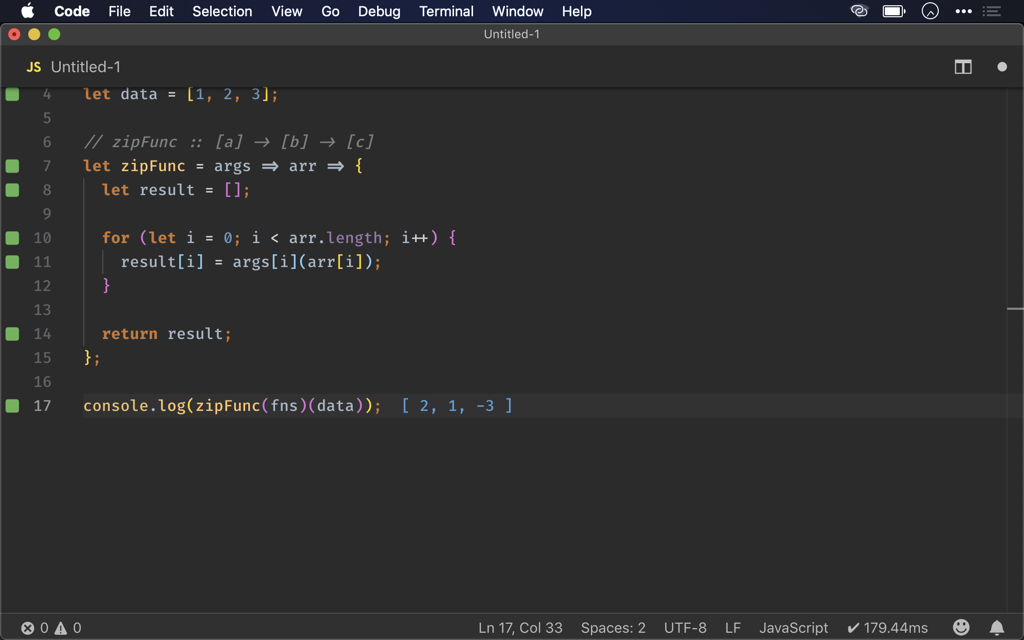 Code File Edit Selection View Go Debug Terminal Window Help
Untitled-1
JS Untitled-1
4 let data = [1, 2, 3];
5
6 // zipFunc :: [a] → [b] → [c]
7 let zipFunc = args ⇒ arr ⇒ {
8 let result = [];
9
10 for (let i = 0; i < arr.length; i++) {
11 result[i] = args[i](arr[i]);
12 }
13
14 return result;
15 };
16
17 console.log(zipFunc(fns)(data)); [ 2, 1, -3 ]
0 0 Ln 17, Col 33 Spaces: 2 UTF-8 LF JavaScript ✔ 179.44ms